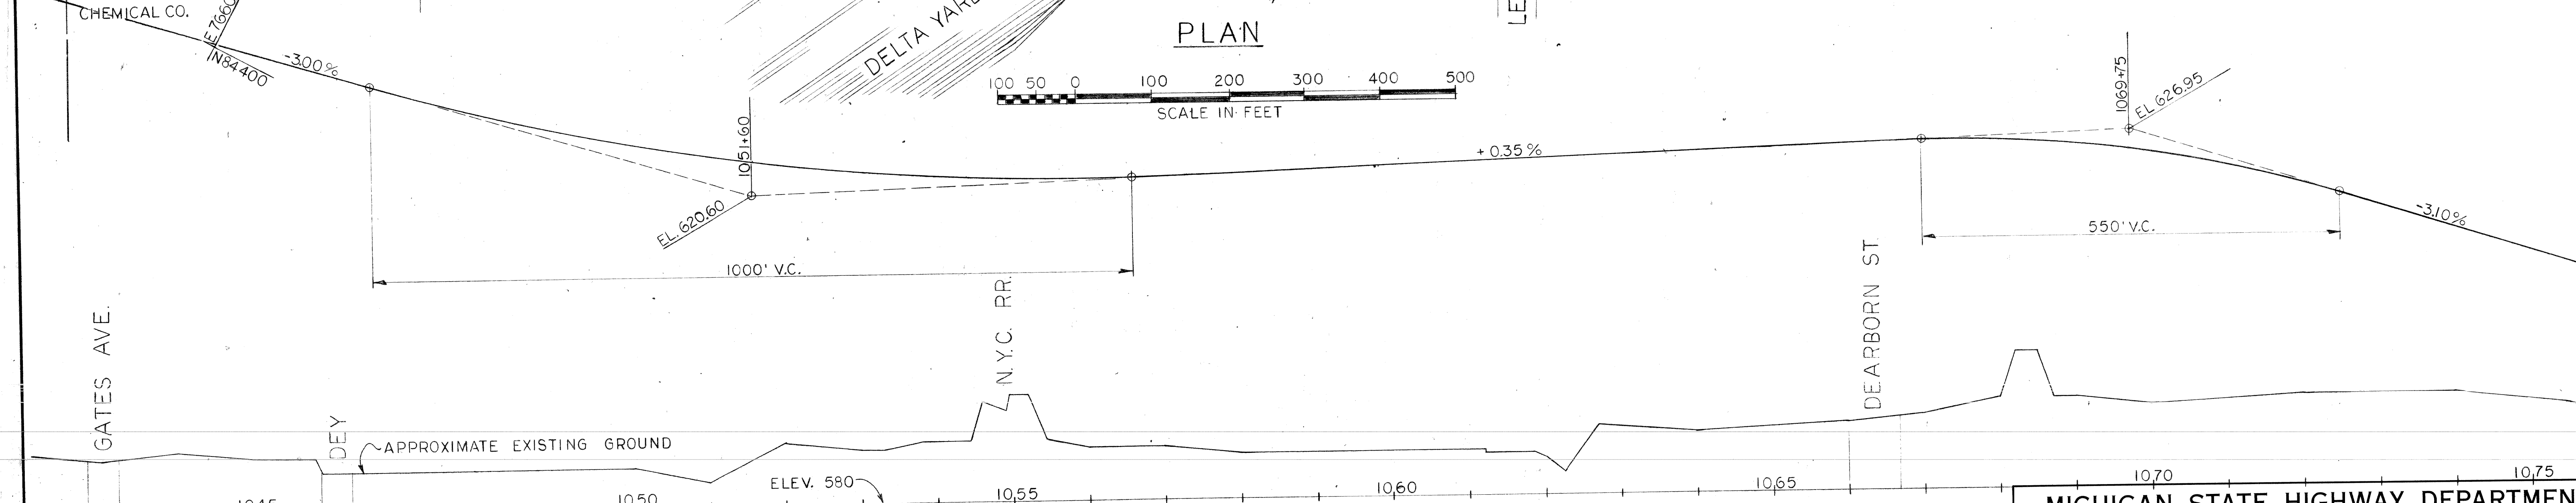 CHEMICAL CO.
N84400
-3.00%
DELTA
PLAN
100 50 0 100 200 300 400 500
SCALE IN FEET
1051+60
EL. 620.60
1000' V.C.
+0.35%
1069+75
EL 626.95
550' V.C.
-3.10%
GATES AVE.
DEY
APPROXIMATE EXISTING GROUND
N.Y.C. RR.
DEARBORN ST.
ELEV. 580
10,50
10,55
10,60
10,65
10,70
10,75
MICHIGAN STATE HIGHWAY